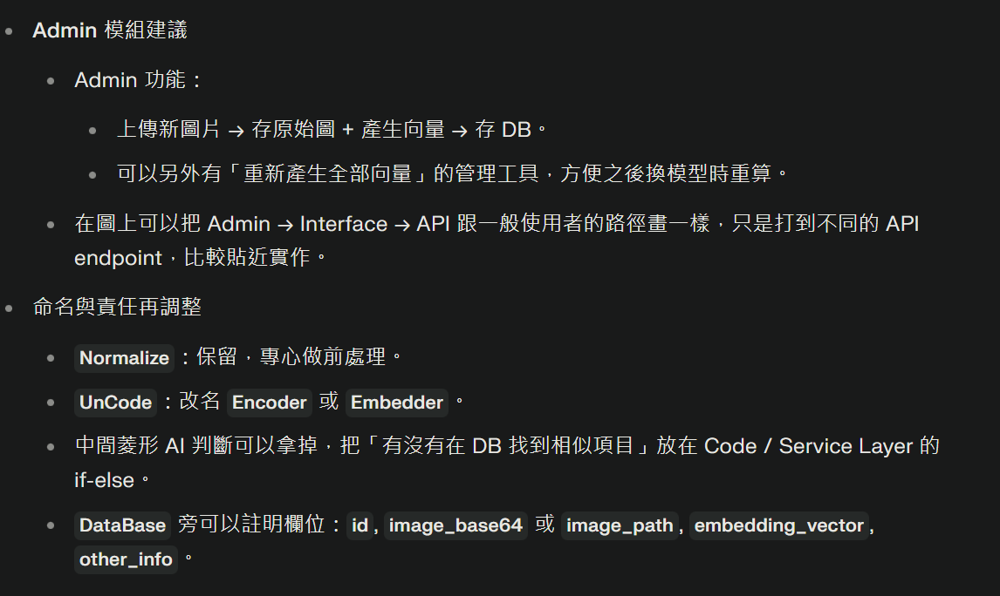 Admin 模組建議
Admin 功能：
上傳新圖片 → 存原始圖 + 產生向量 → 存 DB。
可以另外有「重新產生全部向量」的管理工具，方便之後換模型時重算。
在圖上可以把 Admin → Interface → API 跟一般使用者的路徑畫一樣，只是打到不同的 API
endpoint，比較貼近實作。
命名與責任再調整
Normalize：保留，專心做前處理。
UnCode：改名 Encoder 或 Embedder。
中間菱形 AI 判斷可以拿掉，把「有沒有在 DB 找到相似項目」放在 Code / Service Layer 的
if-else。
DataBase 旁可以註明欄位：id, image_base64 或 image_path, embedding_vector,
other_info。